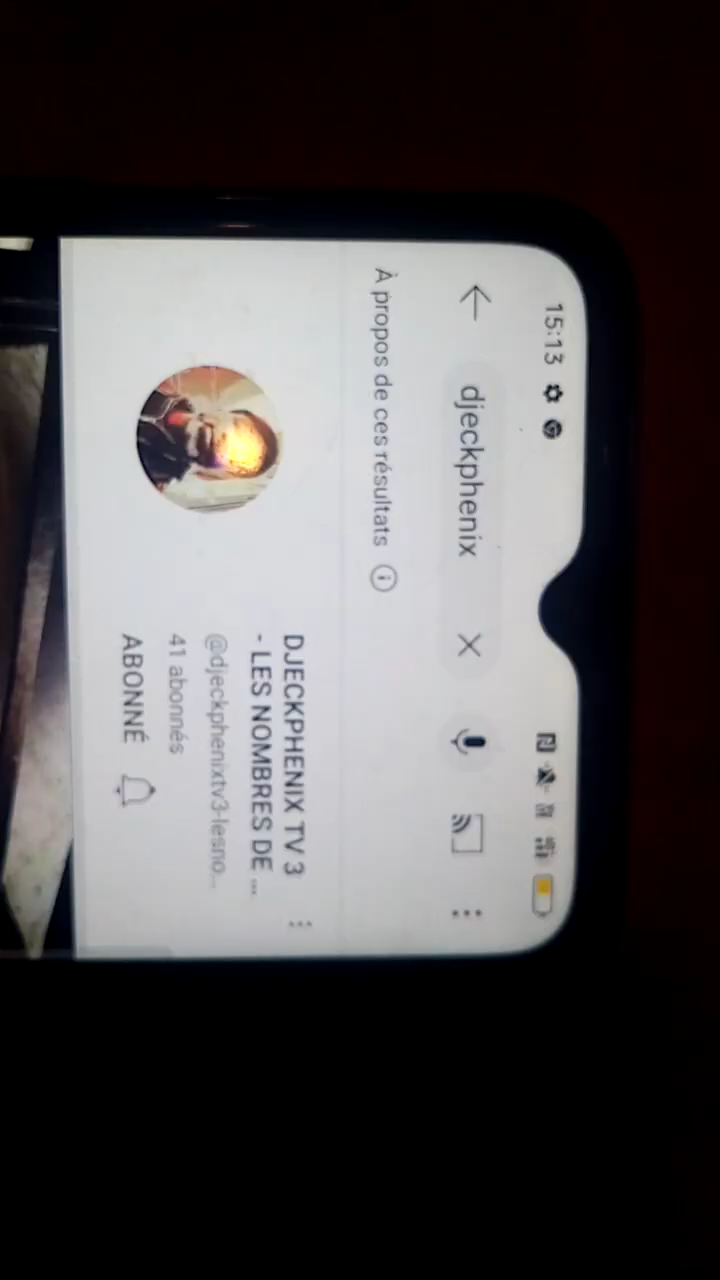 15:13
djeckphenix
À propos de ces résultats
DJECKPHENIX TV 3
- LES NOMBRES DE ...
@djeckphenixtv3-lesno...
41 abonnés
ABONNÉ